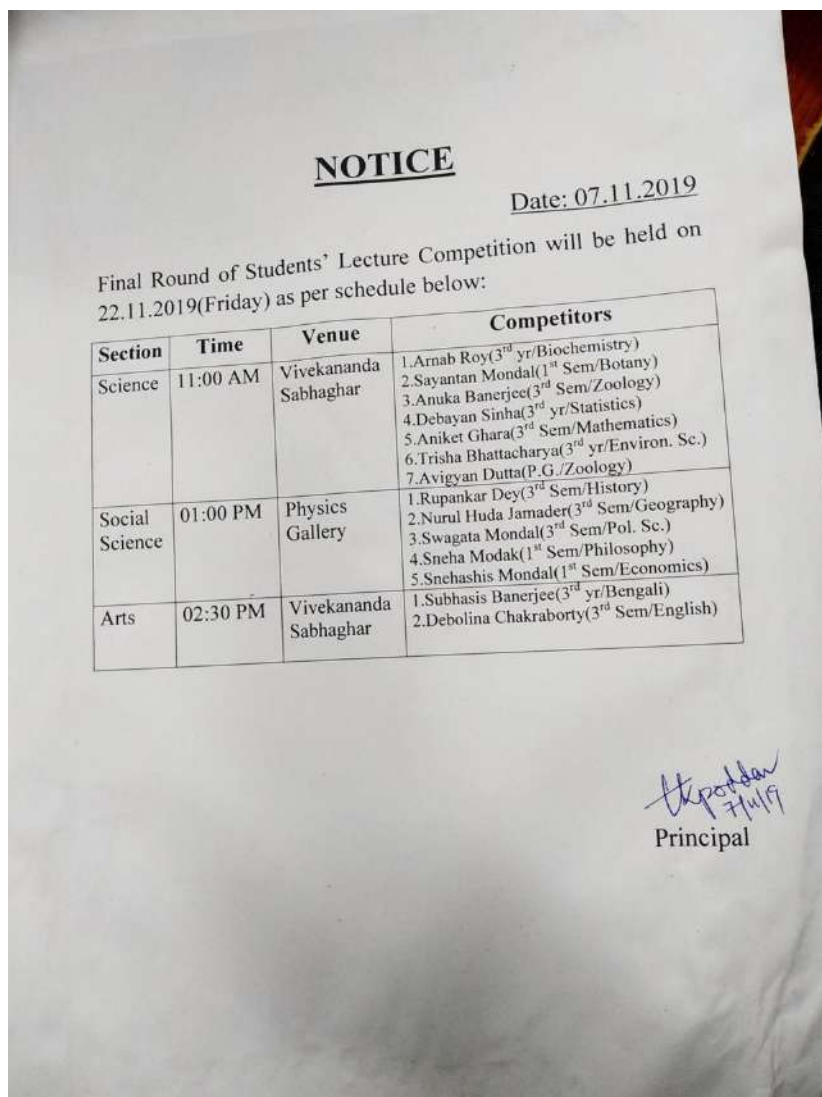 NOTICE
Date: 07.11.2019
Final Round of Students’ Lecture Competition will be held on
22.11.2019(Friday) as per schedule below:
Section Time Venue Competitors
Science 11:00 AM Vivekananda Sabhaghar
1.Arnab Roy(3rd yr/Biochemistry)
2.Sayantan Mondal(1st Sem/Botany)
3.Anuka Banerjee(3rd Sem/Zoology)
4.Debayan Sinha(3rd yr/Statistics)
5.Aniket Ghara(3rd Sem/Mathematics)
6.Trisha Bhattacharya(3rd yr/Environ. Sc.)
7.Avigyan Dutta(P.G./Zoology)
Social Science 01:00 PM Physics Gallery
1.Rupankar Dey(3rd Sem/History)
2.Nurul Huda Jamader(3rd Sem/Geography)
3.Swagata Mondal(3rd Sem/Pol. Sc.)
4.Sneha Modak(1st Sem/Philosophy)
5.Snehashis Mondal(1st Sem/Economics)
Arts 02:30 PM Vivekananda Sabhaghar
1.Subhasis Banerjee(3rd yr/Bengali)
2.Debolina Chakraborty(3rd Sem/English)
7/11/19
Principal